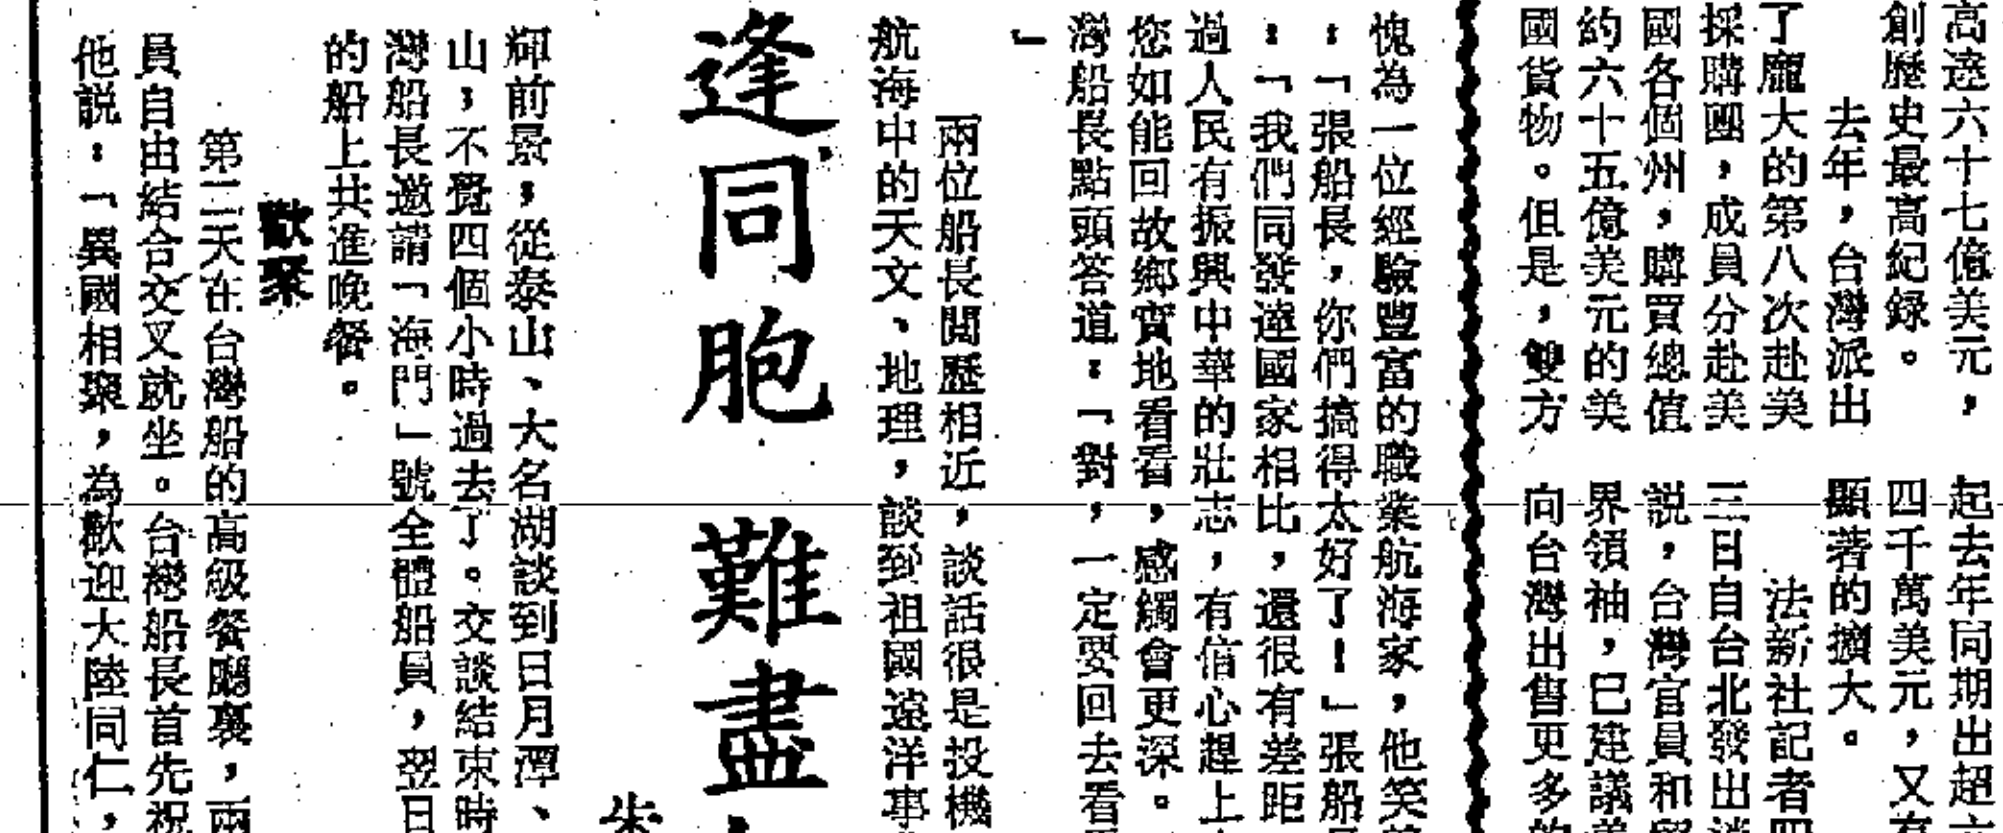 高達六十七億美元，
創歷史最高紀錄。
去年，台灣派出
了龐大的第八次赴美
採購團，成員分赴美
國各個州，購買總值
約六十五億美元的美
國貨物。但是，雙方
起去年同期出超
四千萬美元，又有
顯著的擴大。
法新社記者四
三日自台北發出
說，台灣官員和
界領袖，已建議美
向台灣出售更多的
愧為一位經驗豐富的職業航海家，他笑
：「張船長，你們搞得太好了！」張船
：「我們同發達國家相比，還很有差距
過人民有振興中華的壯志，有信心趕上
您如能回故鄉實地看看，感觸會更深。
灣船長點頭答道：「對，一定要回去看
」
兩位船長閱歷相近，談話很是投機
航海中的天文、地理，談到祖國遠洋事
逢同胞 難盡
朱
輝前景，從泰山、大名湖談到日月潭、
山，不覺四個小時過去了。交談結束時
灣船長邀請「海門」號全體船員，翌日
的船上共進晚餐。
歡聚
第二天在台灣船的高級餐廳裏，兩
員自由結合交叉就坐。台灣船長首先祝
他説：「異國相聚，為歡迎大陸同仁，